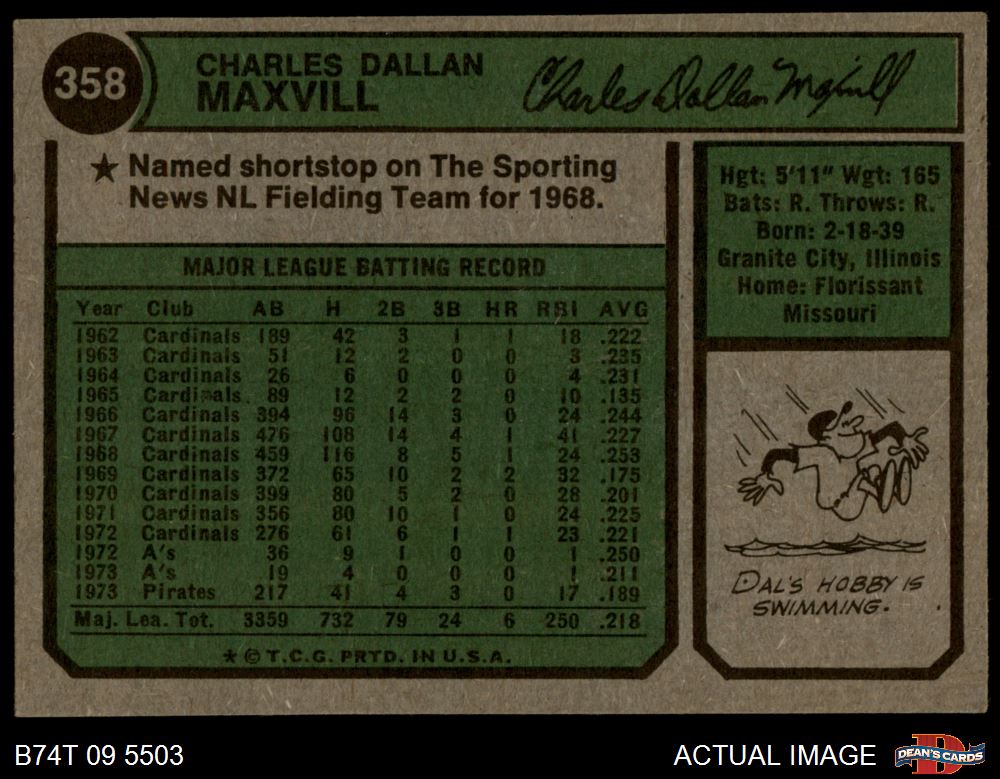 358
CHARLES DALLAN
MAXVILL
Charles Dallan Maxvill
★ Named shortstop on The Sporting
News NL Fielding Team for 1968.
MAJOR LEAGUE BATTING RECORD
Year Club AB H 2B 3B HR RBI AVG
1962 Cardinals 189 42 3 1 1 18 .222
1963 Cardinals 51 12 2 0 0 3 .235
1964 Cardinals 26 6 0 0 0 4 .231
1965 Cardinals 89 12 2 2 0 10 .135
1966 Cardinals 394 96 14 3 0 24 .244
1967 Cardinals 476 108 14 4 1 41 .227
1968 Cardinals 459 116 8 5 1 24 .253
1969 Cardinals 372 65 10 2 2 32 .175
1970 Cardinals 399 80 5 2 0 28 .201
1971 Cardinals 356 80 10 1 0 24 .225
1972 Cardinals 276 61 6 1 1 23 .221
1972 A's 36 9 1 0 0 1 .250
1973 A's 19 4 0 0 0 1 .211
1973 Pirates 217 41 4 3 0 17 .189
Maj. Lea. Tot. 3359 732 79 24 6 250 .218
★ © T.C.G. PRTD. IN U.S.A.
Hgt: 5'11" Wgt: 165
Bats: R. Throws: R.
Born: 2-18-39
Granite City, Illinois
Home: Florissant
Missouri
DAL'S HOBBY IS
SWIMMING.
B74T 09 5503
ACTUAL IMAGE
DEAN'S CARDS